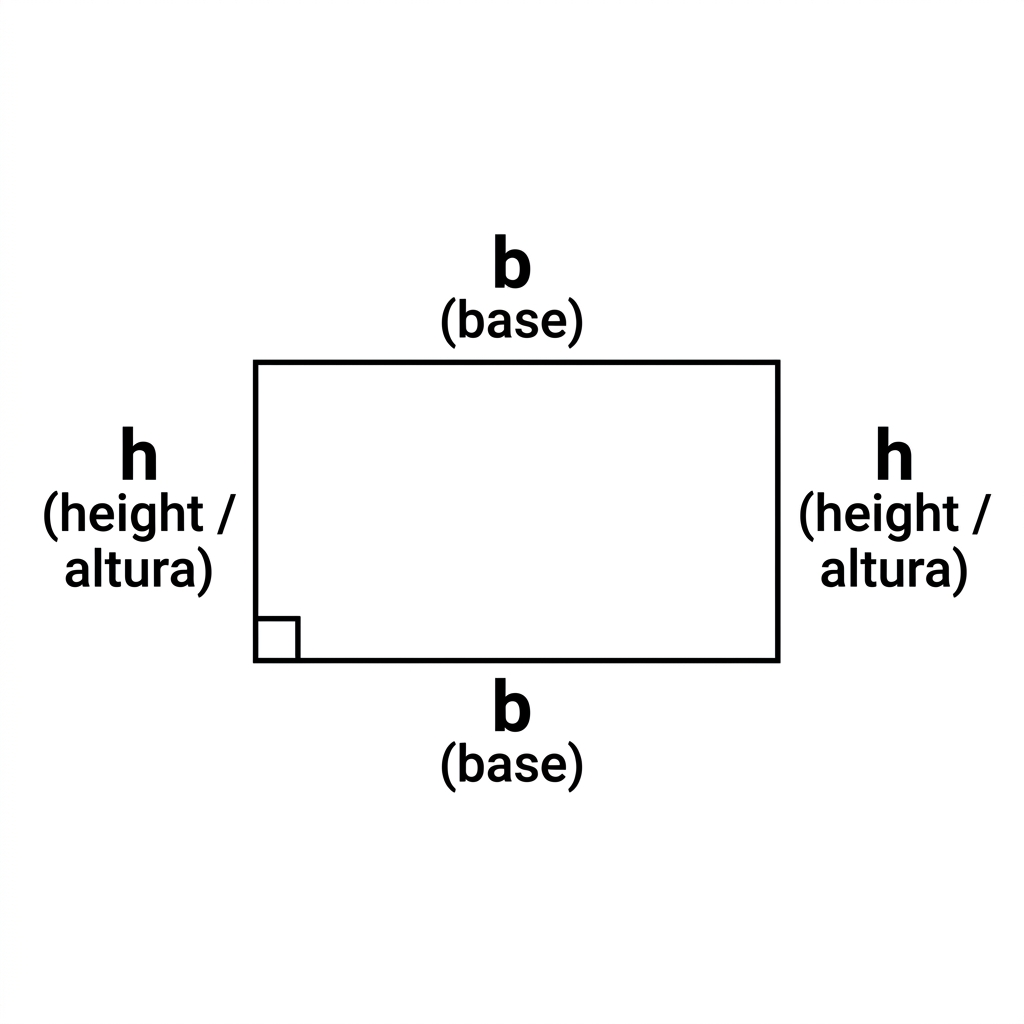 b
(base)
h
(height /
altura)
h
(height /
altura)
b
(base)